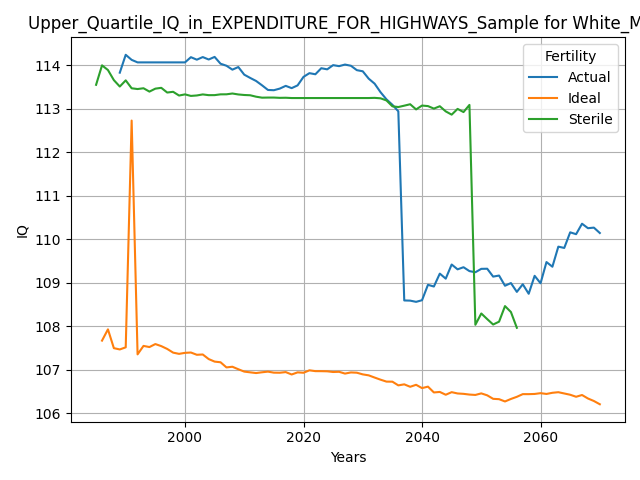 Upper_Quartile_IQ_in_EXPENDITURE_FOR_HIGHWAYS_Sample for White_M
Fertility
Actual
Ideal
Sterile
114
113
112
111
110
109
108
107
106
IQ
2000
2020
2040
2060
Years